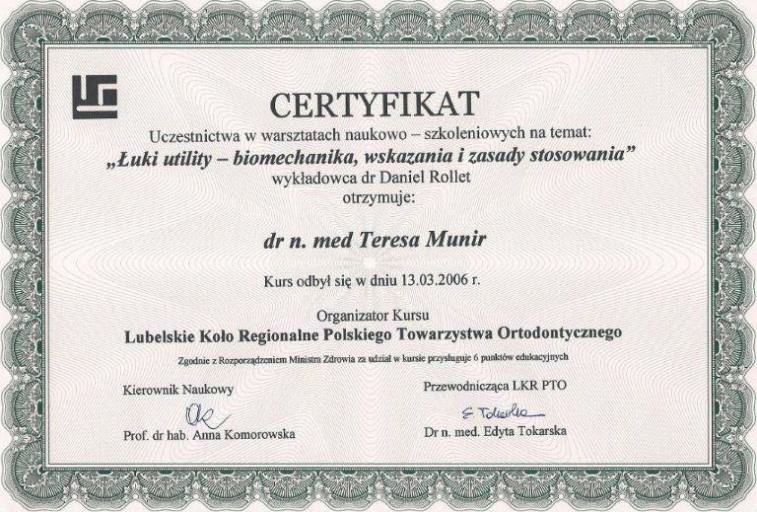 CERTYFIKAT
Uczestnictwa w warsztatach naukowo – szkoleniowych na temat:
„Łuki utility – biomechanika, wskazania i zasady stosowania”
wykładowca dr Daniel Rollet
otrzymuje:
dr n. med Teresa Munir
Kurs odbył się w dniu 13.03.2006 r.
Organizator Kursu
Lubelskie Koło Regionalne Polskiego Towarzystwa Ortodontycznego
Zgodnie z Rozporządzeniem Ministra Zdrowia za udział w kursie przysługuje 6 punktów edukacyjnych
Kierownik Naukowy
Przewodnicząca LKR PTO
E. Tokarska
Prof. dr hab. Anna Komorowska
Dr n. med. Edyta Tokarska